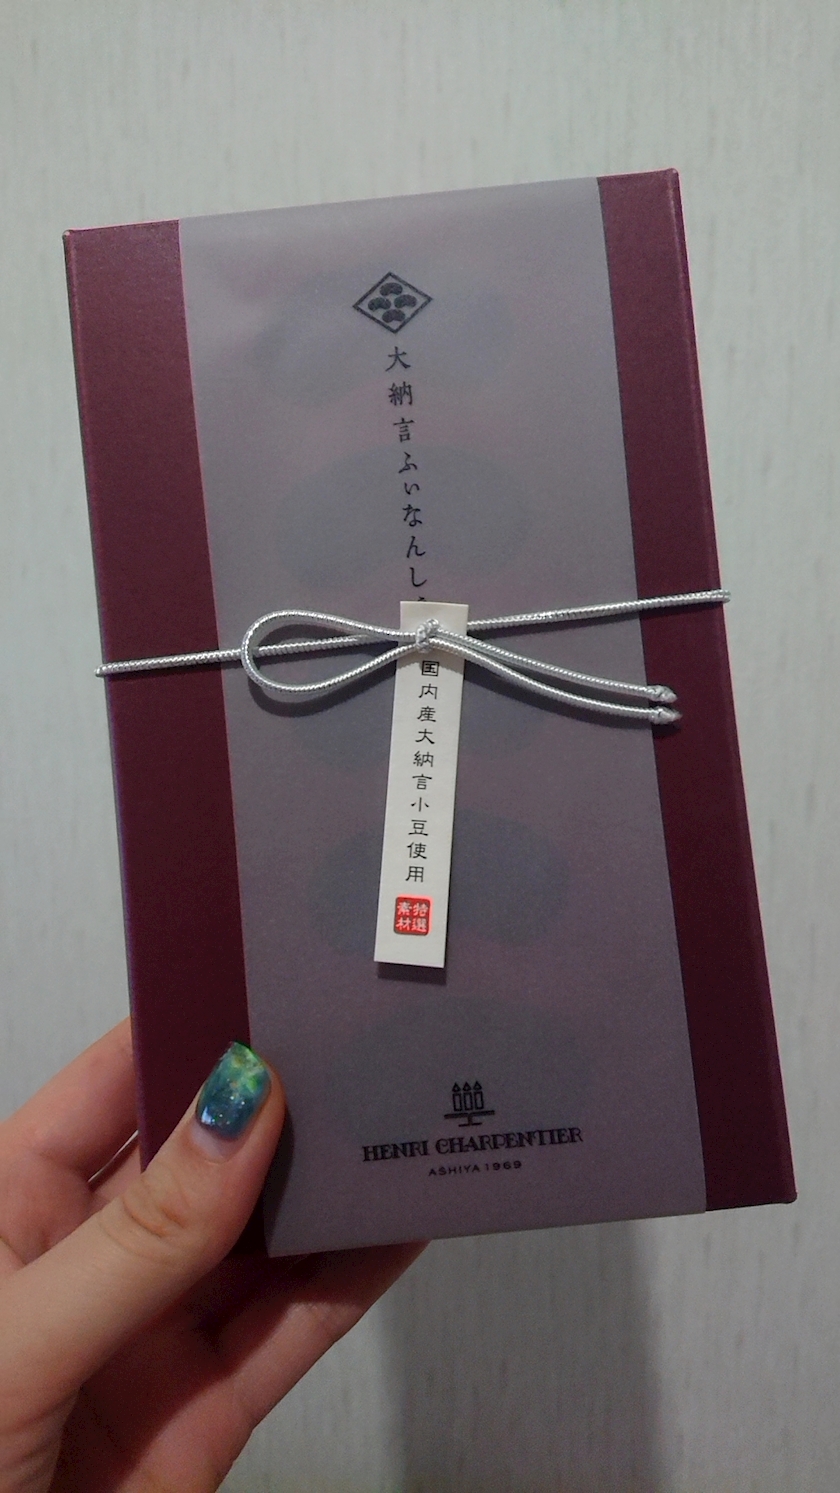 大納言ふぃなんし
国内産大納言小豆使用
特選
素材
HENRI CHARPENTIER
ASHIYA 1969